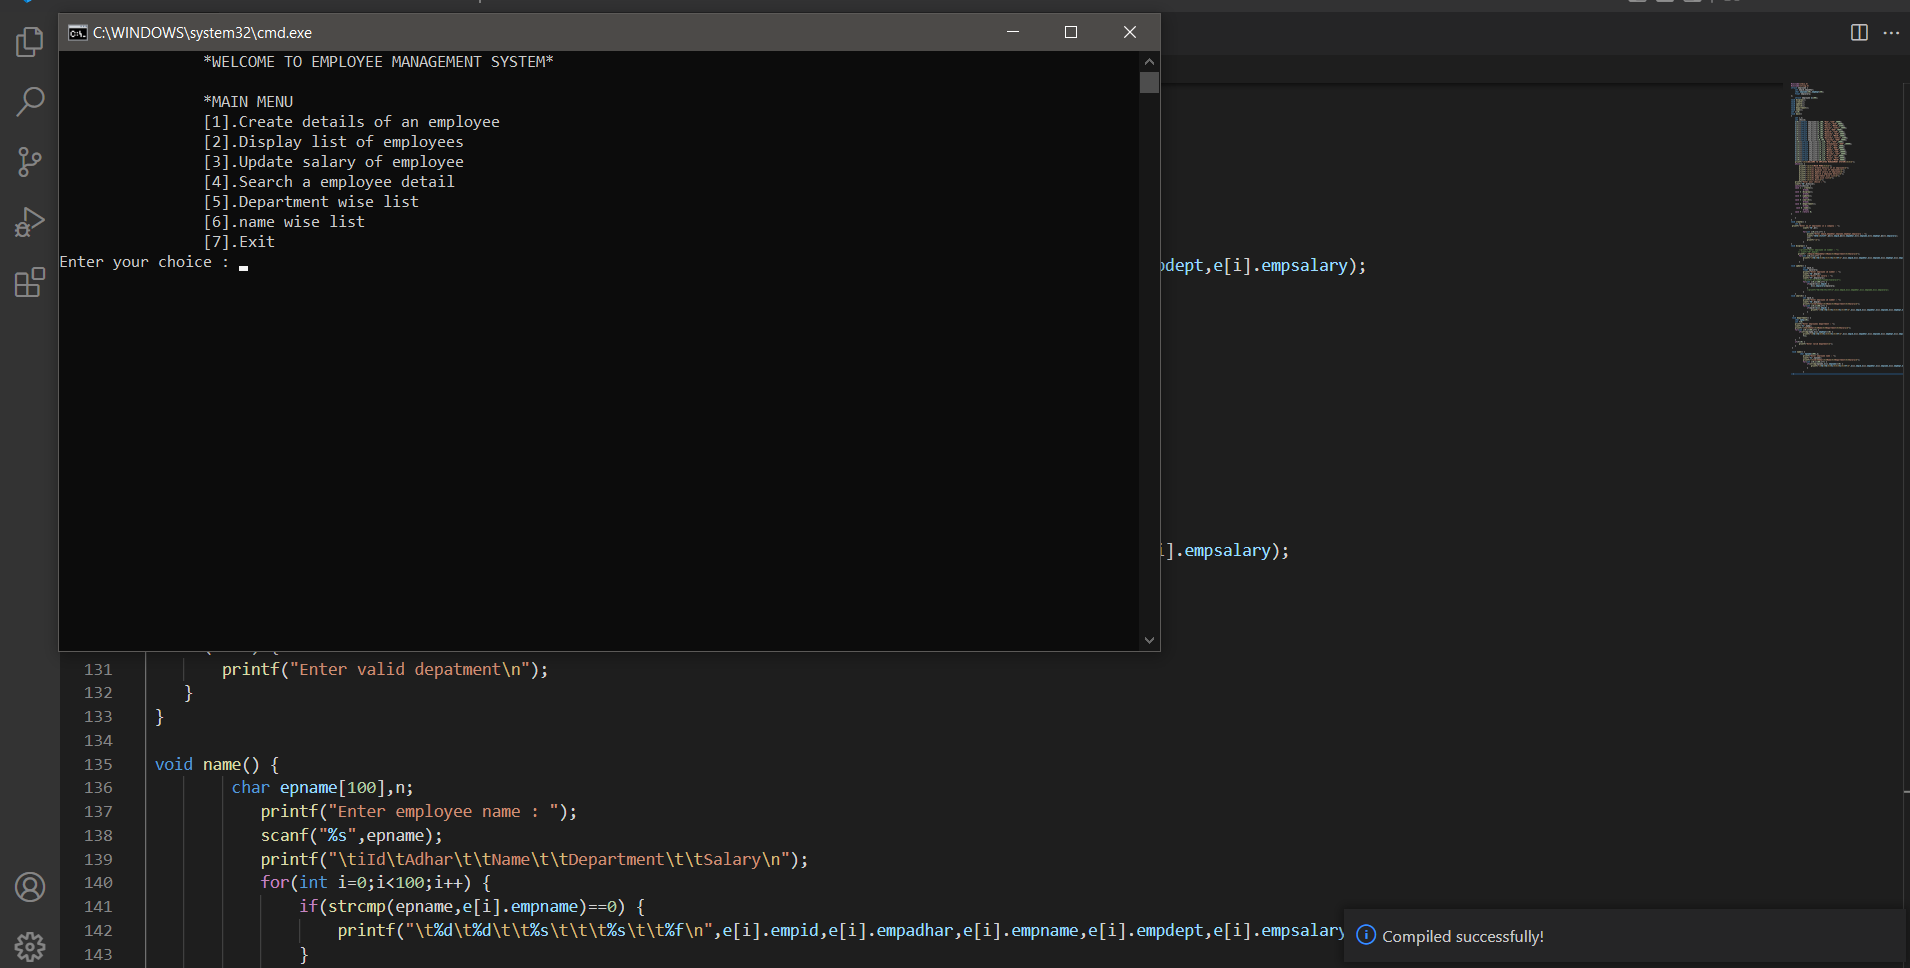 C:\WINDOWS\system32\cmd.exe
*WELCOME TO EMPLOYEE MANAGEMENT SYSTEM*
*MAIN MENU
[1].Create details of an employee
[2].Display list of employees
[3].Update salary of employee
[4].Search a employee detail
[5].Department wise list
[6].name wise list
[7].Exit
Enter your choice :
pdept,e[i].empsalary);
i].empsalary);
131 printf("Enter valid depatment\n");
132 }
133 }
134
135 void name() {
136 char epname[100],n;
137 printf("Enter employee name : ");
138 scanf("%s",epname);
139 printf("\tiId\tAdhar\t\tName\t\tDepartment\t\tSalary\n");
140 for(int i=0;i<100;i++) {
141 if(strcmp(epname,e[i].empname)==0) {
142 printf("\t%d\t%d\t\t%s\t\t\t%s\t\t%f\n",e[i].empid,e[i].empadhar,e[i].empname,e[i].empdept,e[i].empsalary
143 }
Compiled successfully!